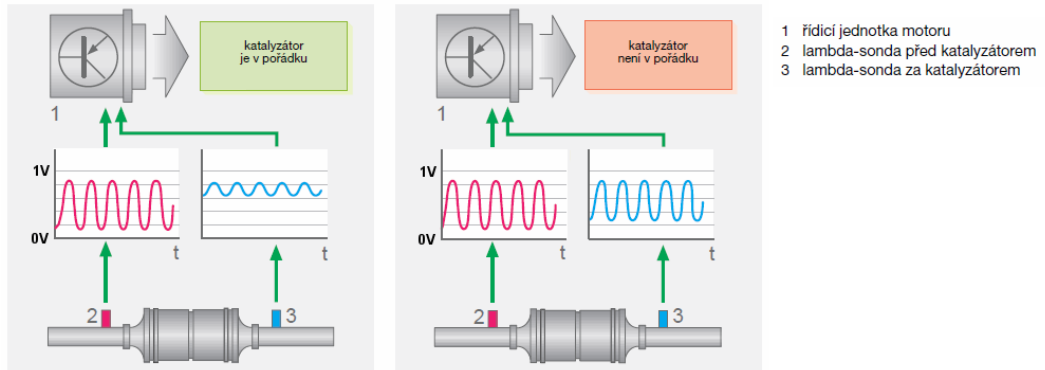 katalyzátor
je v pořádku
1
1V
0V
t
t
2
3
katalyzátor
není v pořádku
1
1V
0V
t
t
2
3
1 řídicí jednotka motoru
2 lambda-sonda před katalyzátorem
3 lambda-sonda za katalyzátorem